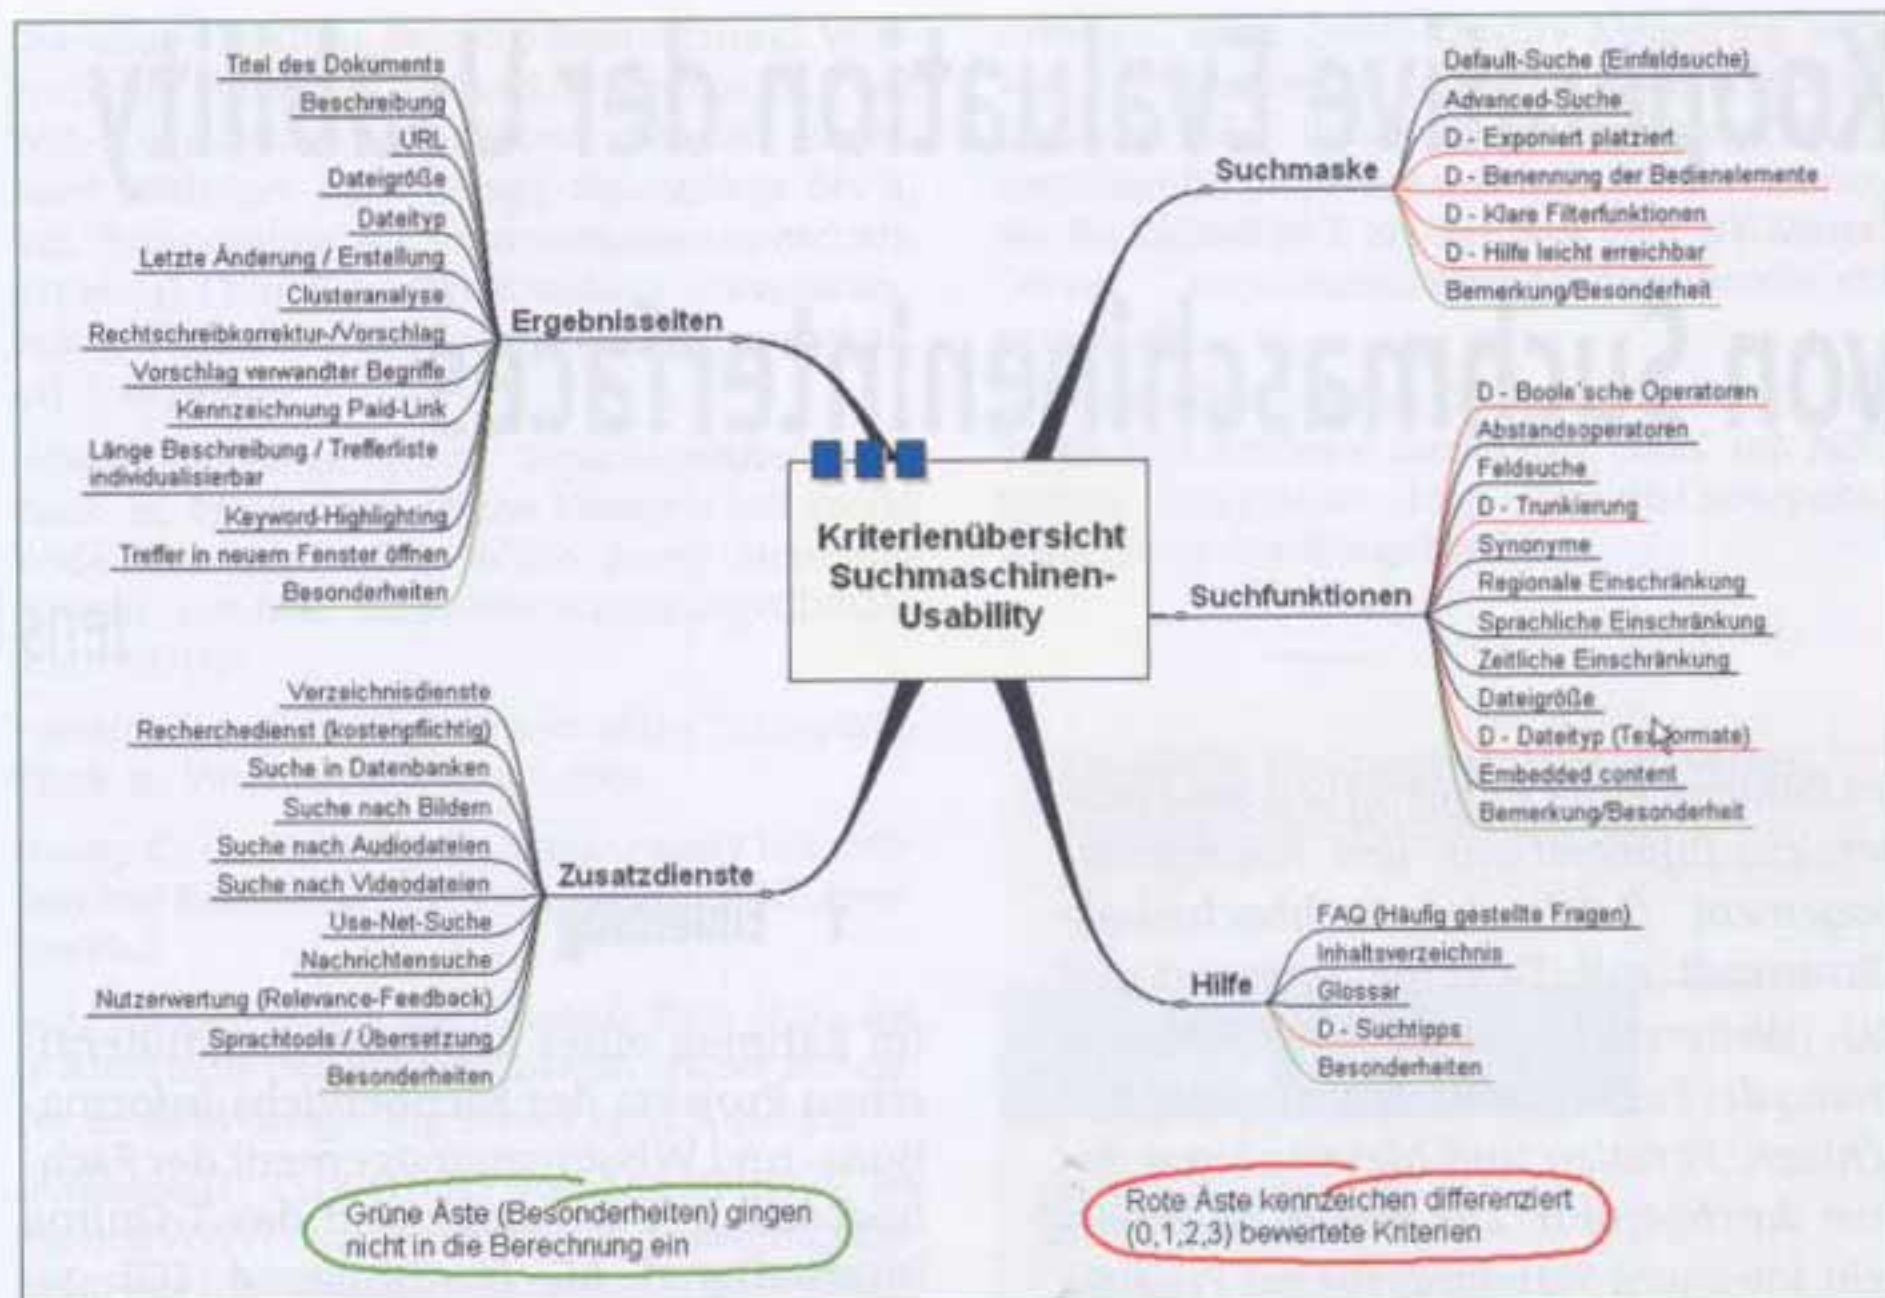 Kriterienübersicht
Suchmaschinen-
Usability
Ergebnisseiten
Titel des Dokuments
Beschreibung
URL
Dateigröße
Dateityp
Letzte Änderung / Erstellung
Clusteranalyse
Rechtschreibkorrektur-/Vorschlag
Vorschlag verwandter Begriffe
Kennzeichnung Paid-Link
Länge Beschreibung / Trefferliste
individualisierbar
Keyword-Highlighting
Treffer in neuem Fenster öffnen
Besonderheiten
Zusatzdienste
Verzeichnisdienste
Recherchedienst (kostenpflichtig)
Suche in Datenbanken
Suche nach Bildern
Suche nach Audiodateien
Suche nach Videodateien
Use-Net-Suche
Nachrichtensuche
Nutzerwertung (Relevance-Feedback)
Sprachtools / Übersetzung
Besonderheiten
Suchmaske
Default-Suche (Einfeldsuche)
Advanced-Suche
D - Exponiert platziert
D - Benennung der Bedienelemente
D - Klare Filterfunktionen
D - Hilfe leicht erreichbar
Bemerkung/Besonderheit
Suchfunktionen
D - Boole´sche Operatoren
Abstandsoperatoren
Feldsuche
D - Trunkierung
Synonyme
Regionale Einschränkung
Sprachliche Einschränkung
Zeitliche Einschränkung
Dateigröße
D - Dateityp (Textformate)
Embedded content
Bemerkung/Besonderheit
Hilfe
FAQ (Häufig gestellte Fragen)
Inhaltsverzeichnis
Glossar
D - Suchtipps
Besonderheiten
Grüne Äste (Besonderheiten) gingen
nicht in die Berechnung ein
Rote Äste kennzeichen differenziert
(0,1,2,3) bewertete Kriterien